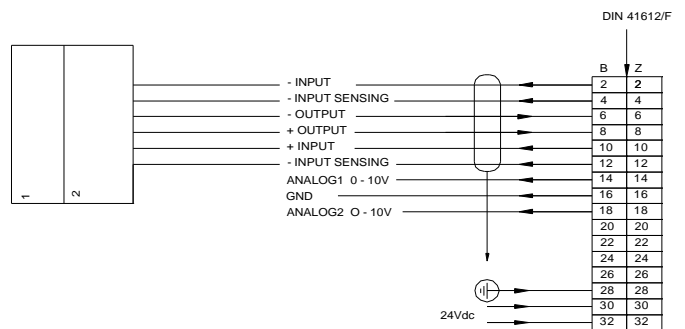 DIN 41612/F
B Z
- INPUT 2 2
- INPUT SENSING 4 4
- OUTPUT 6 6
+ OUTPUT 8 8
+ INPUT 10 10
- INPUT SENSING 12 12
ANALOG1 0 - 10V 14 14
GND 16 16
ANALOG2 O - 10V 18 18
20 20
22 22
24 24
26 26
28 28
30 30
24Vdc 32 32
1 2